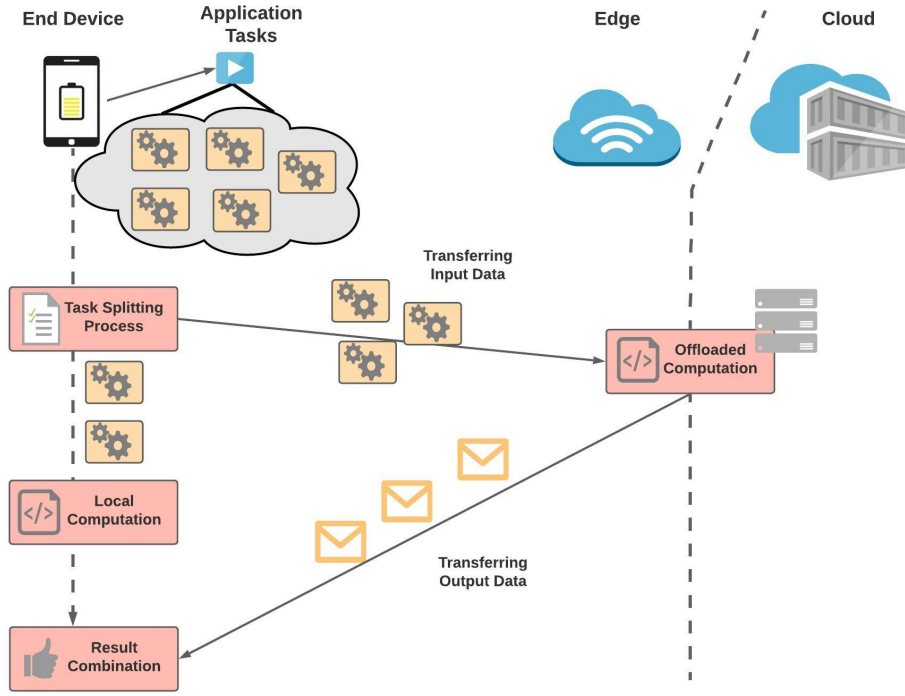 End Device
Application
Tasks
Edge
Cloud
Transferring
Input Data
Task Splitting
Process
</>
Offloaded
Computation
</>
Local
Computation
Transferring
Output Data
Result
Combination